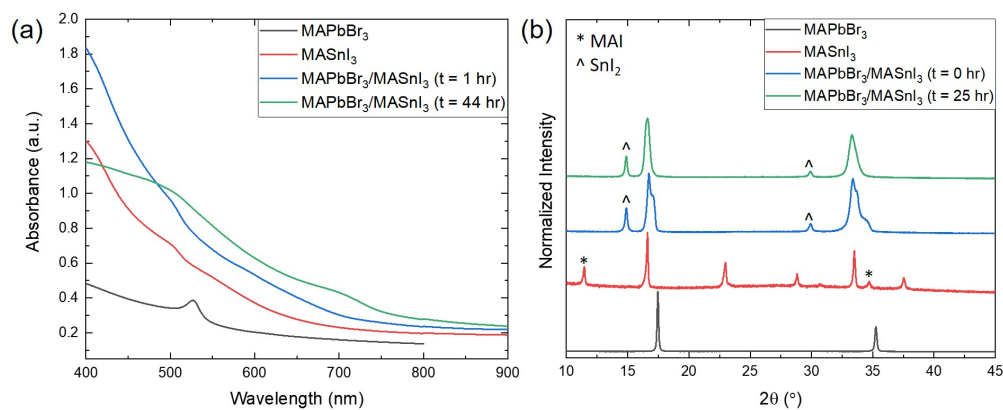 (a)
MAPbBr₃
MASnI₃
MAPbBr₃/MASnI₃ (t = 1 hr)
MAPbBr₃/MASnI₃ (t = 44 hr)
2.0
1.8
1.6
1.4
1.2
1.0
0.8
0.6
0.4
0.2
Absorbance (a.u.)
400 500 600 700 800 900
Wavelength (nm)
(b)
* MAI
^ SnI₂
MAPbBr₃
MASnI₃
MAPbBr₃/MASnI₃ (t = 0 hr)
MAPbBr₃/MASnI₃ (t = 25 hr)
^ ^
^ ^
* *
Normalized Intensity
10 15 20 25 30 35 40 45
2θ (°)